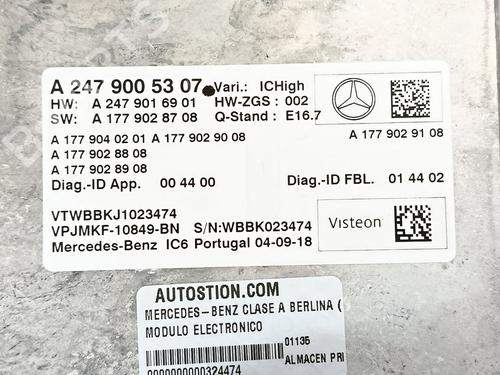 A 247 900 53 07 Vari.: ICHigh
HW: A 247 901 69 01 HW-ZGS : 002
SW: A 177 902 87 08 Q-Stand : E16.7
A 177 904 02 01 A 177 902 90 08
A 177 902 91 08
A 177 902 88 08
A 177 902 89 08
Diag.-ID App. 00 44 00
Diag.-ID FBL. 01 44 02
VTWBBKJ1023474
VPJMKF-10849-BN S/N:WBBK023474
Visteon
Mercedes-Benz IC6 Portugal 04-09-18
AUTOSTION.COM
MERCEDES-BENZ CLASE A BERLINA (
MODULO ELECTRONICO
01135
ALMACEN PRI
0000000000324474